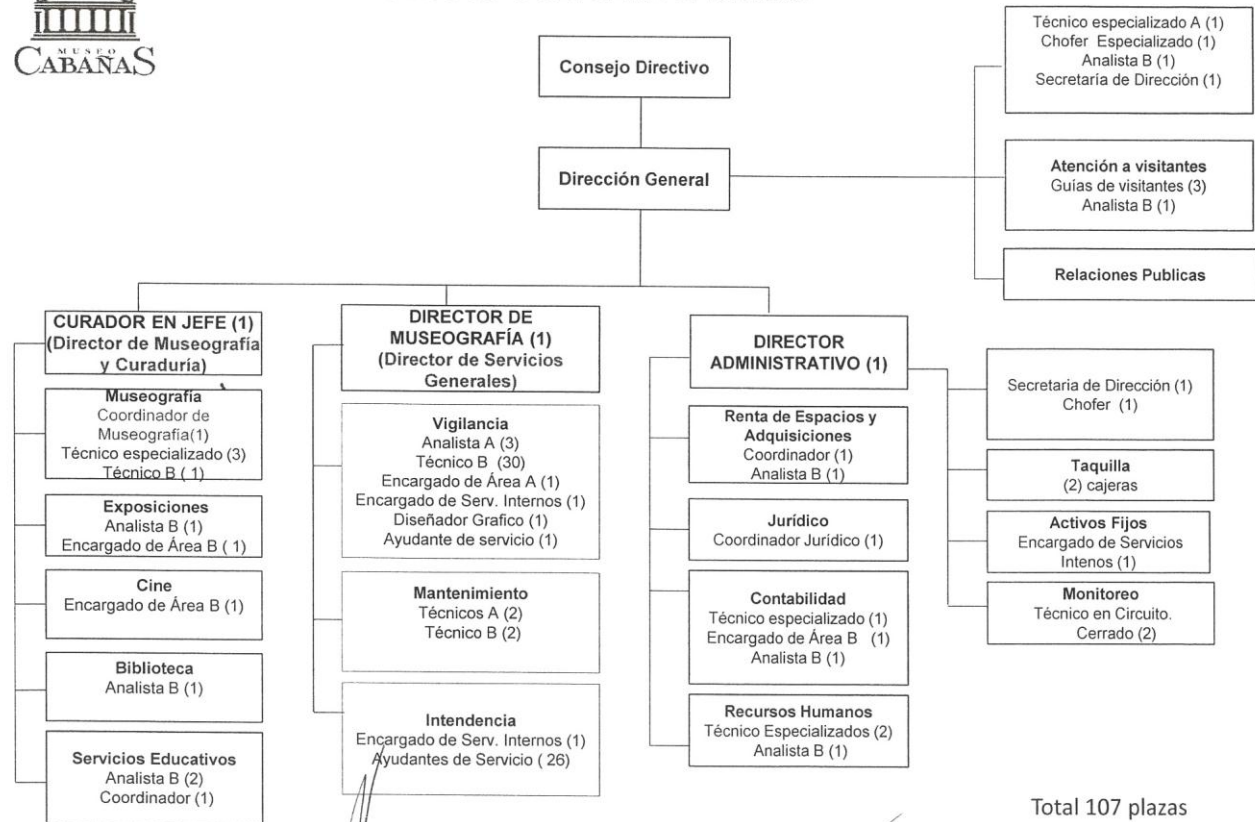 MUSEO
CABAÑAS
Consejo Directivo
Dirección General
Técnico especializado A (1)
Chofer Especializado (1)
Analista B (1)
Secretaría de Dirección (1)
Atención a visitantes
Guías de visitantes (3)
Analista B (1)
Relaciones Publicas
CURADOR EN JEFE (1)
(Director de Museografía
y Curaduría)
Museografía
Coordinador de
Museografia(1)
Técnico especializado (3)
Técnico B ( 1)
Exposiciones
Analista B (1)
Encargado de Área B ( 1)
Cine
Encargado de Área B (1)
Biblioteca
Analista B (1)
Servicios Educativos
Analista B (2)
Coordinador (1)
DIRECTOR DE
MUSEOGRAFÍA (1)
(Director de Servicios
Generales)
Vigilancia
Analista A (3)
Técnico B (30)
Encargado de Área A (1)
Encargado de Serv. Internos (1)
Diseñador Grafico (1)
Ayudante de servicio (1)
Mantenimiento
Técnicos A (2)
Técnico B (2)
Intendencia
Encargado de Serv. Internos (1)
Ayudantes de Servicio ( 26)
DIRECTOR
ADMINISTRATIVO (1)
Renta de Espacios y
Adquisiciones
Coordinador (1)
Analista B (1)
Jurídico
Coordinador Jurídico (1)
Contabilidad
Técnico especializado (1)
Encargado de Área B (1)
Analista B (1)
Recursos Humanos
Técnico Especializados (2)
Analista B (1)
Secretaria de Dirección (1)
Chofer (1)
Taquilla
(2) cajeras
Activos Fijos
Encargado de Servicios
Intenos (1)
Monitoreo
Técnico en Circuito.
Cerrado (2)
Total 107 plazas